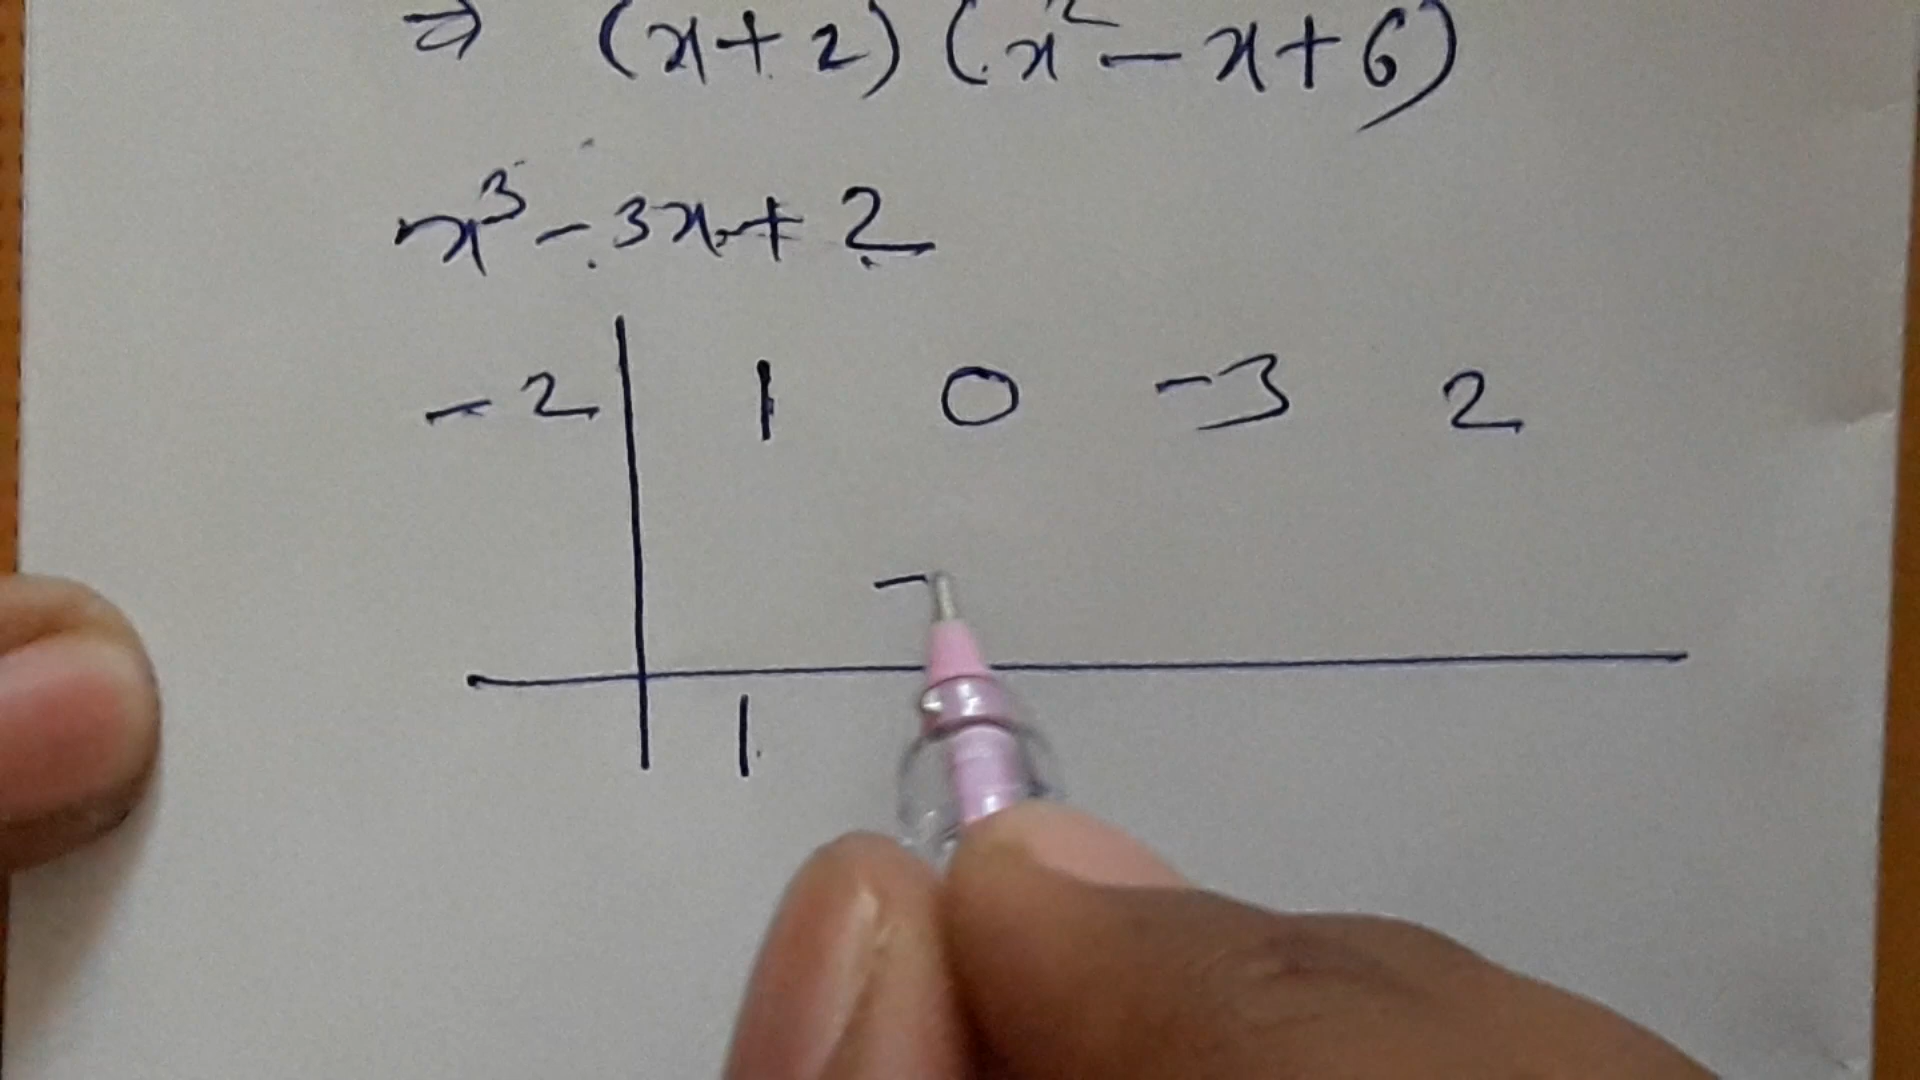 ⇒ (x+2) (x² - x + 6)
x³ - 3x + 2
-2 | 1 0 -3 2
-
1